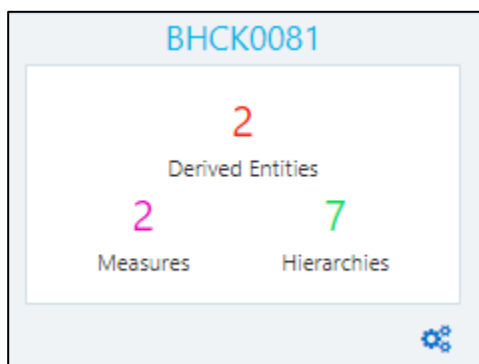 BHCK0081
2
Derived Entities
2 7
Measures Hierarchies